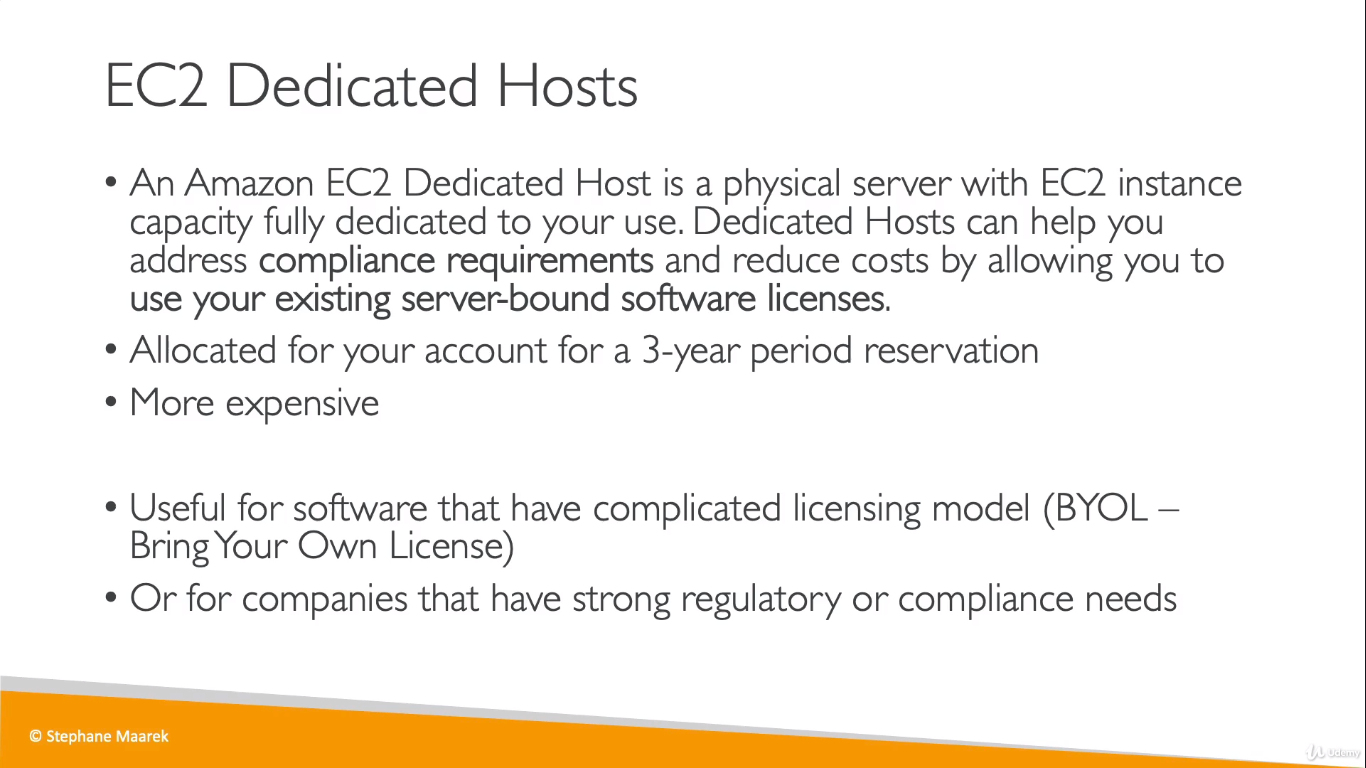 EC2 Dedicated Hosts
• An Amazon EC2 Dedicated Host is a physical server with EC2 instance
capacity fully dedicated to your use. Dedicated Hosts can help you
address compliance requirements and reduce costs by allowing you to
use your existing server-bound software licenses.
• Allocated for your account for a 3-year period reservation
• More expensive
• Useful for software that have complicated licensing model (BYOL –
Bring Your Own License)
• Or for companies that have strong regulatory or compliance needs
© Stephane Maarek
Udemy